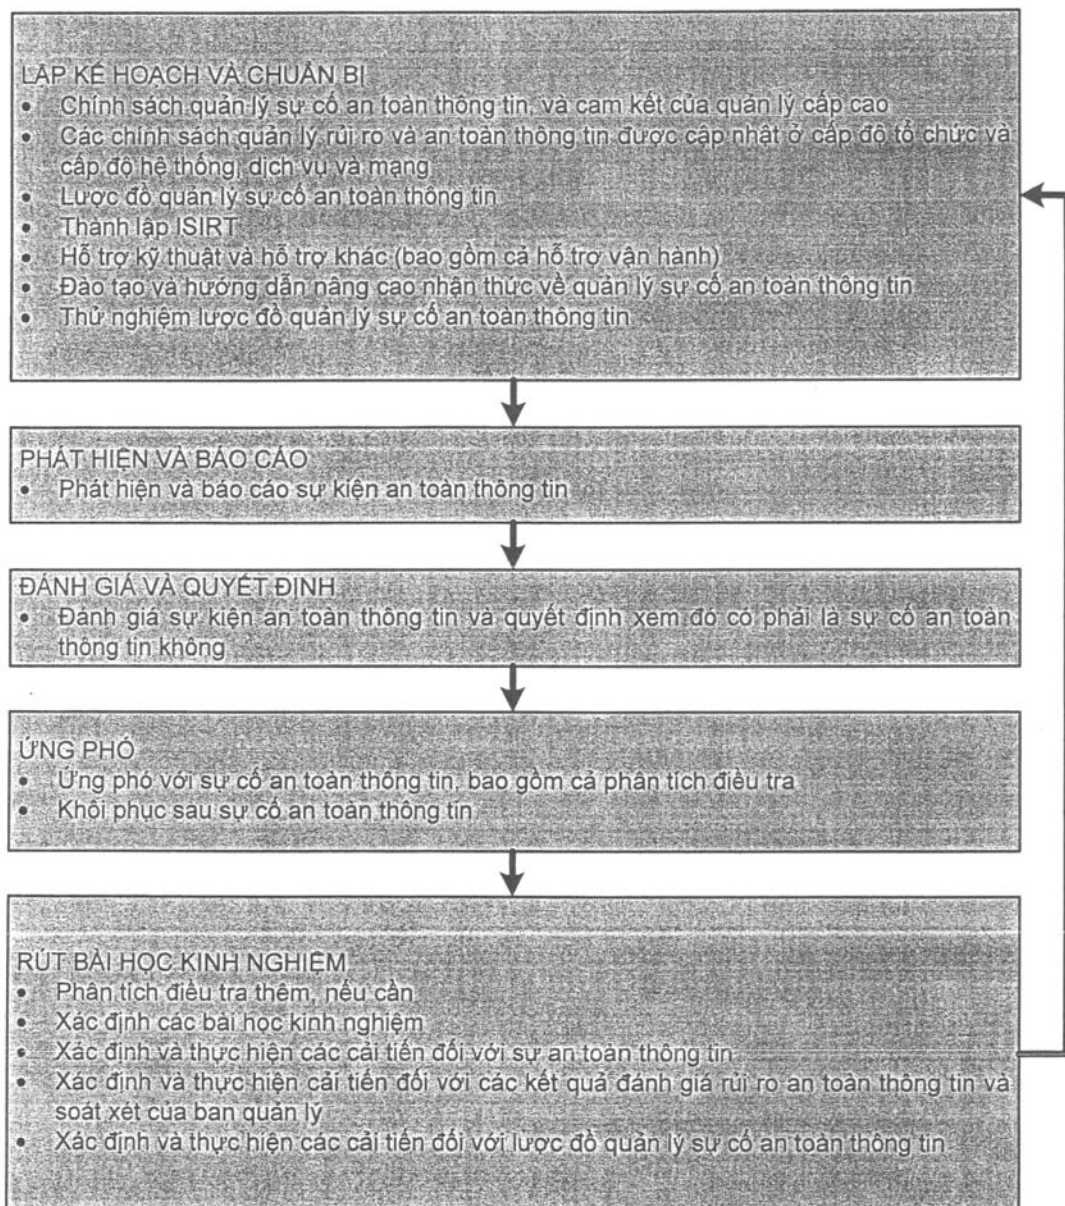 LẬP KẾ HOẠCH VÀ CHUẨN BỊ
• Chính sách quản lý sự cố an toàn thông tin, và cam kết của quản lý cấp cao
• Các chính sách quản lý rủi ro và an toàn thông tin được cập nhật ở cấp độ tổ chức và
cấp độ hệ thống, dịch vụ và mạng
• Lược đồ quản lý sự cố an toàn thông tin
• Thành lập ISIRT
• Hỗ trợ kỹ thuật và hỗ trợ khác (bao gồm cả hỗ trợ vận hành)
• Đào tạo và hướng dẫn nâng cao nhận thức về quản lý sự cố an toàn thông tin
• Thử nghiệm lược đồ quản lý sự cố an toàn thông tin
PHÁT HIỆN VÀ BÁO CÁO
• Phát hiện và báo cáo sự kiện an toàn thông tin
ĐÁNH GIÁ VÀ QUYẾT ĐỊNH
• Đánh giá sự kiện an toàn thông tin và quyết định xem đó có phải là sự cố an toàn
thông tin không
ỨNG PHÓ
• Ứng phó với sự cố an toàn thông tin, bao gồm cả phân tích điều tra
• Khôi phục sau sự cố an toàn thông tin
RÚT BÀI HỌC KINH NGHIỆM
• Phân tích điều tra thêm, nếu cần
• Xác định các bài học kinh nghiệm
• Xác định và thực hiện các cải tiến đối với sự an toàn thông tin
• Xác định và thực hiện cải tiến đối với các kết quả đánh giá rủi ro an toàn thông tin và
soát xét của ban quản lý
• Xác định và thực hiện các cải tiến đối với lược đồ quản lý sự cố an toàn thông tin